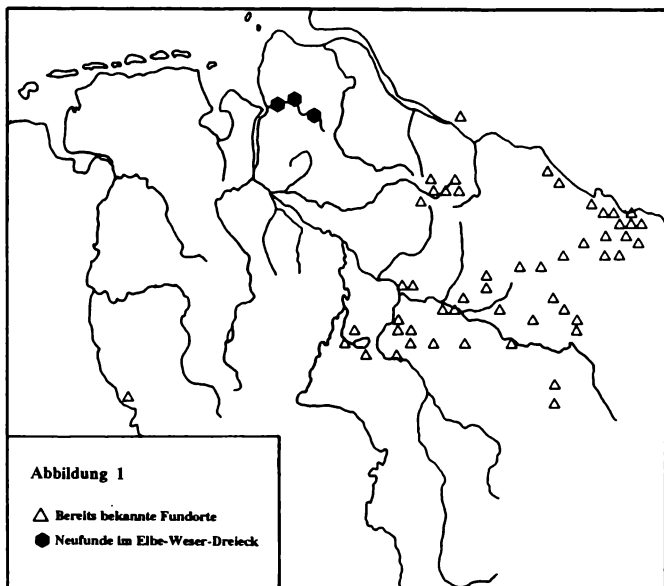 Abbildung 1
Bereits bekannte Fundorte
Neufunde im Elbe-Weser-Dreieck